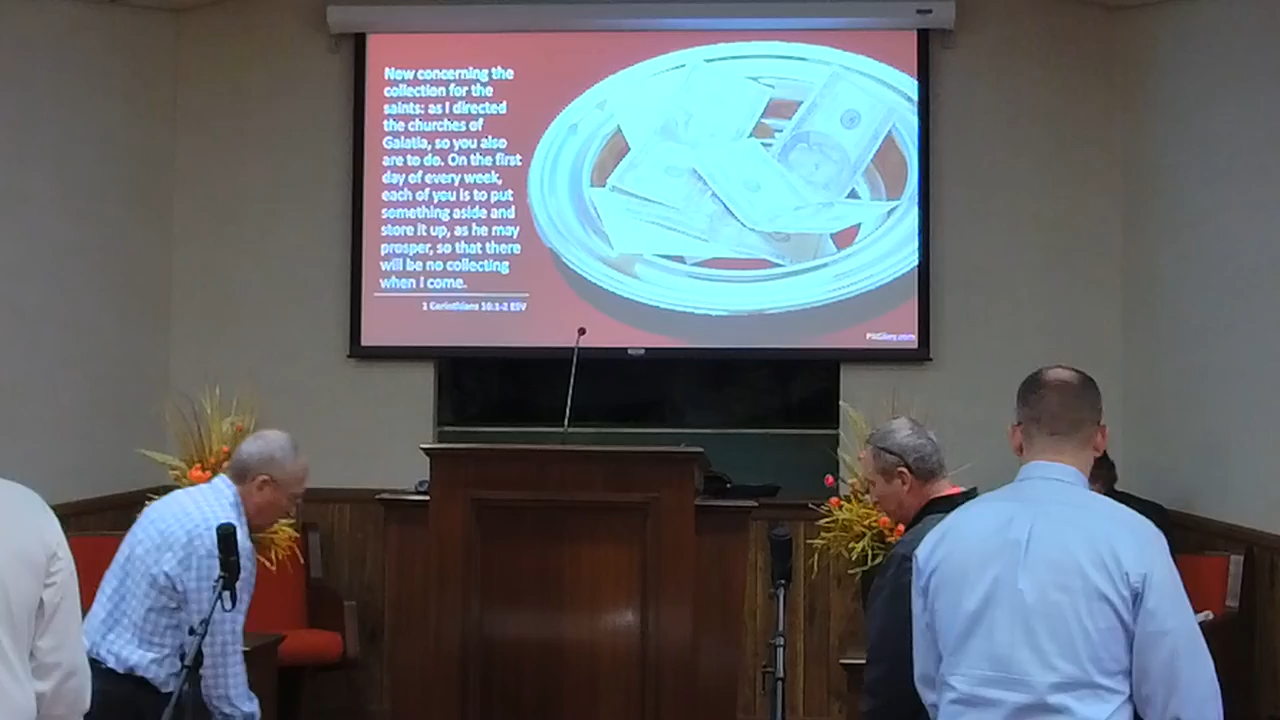 Now concerning the
collection for the
saints: as I directed
the churches of
Galatia, so you also
are to do. On the first
day of every week,
each of you is to put
something aside and
store it up, as he may
prosper, so that there
will be no collecting
when I come.
1 Corinthians 16:1-2 ESV